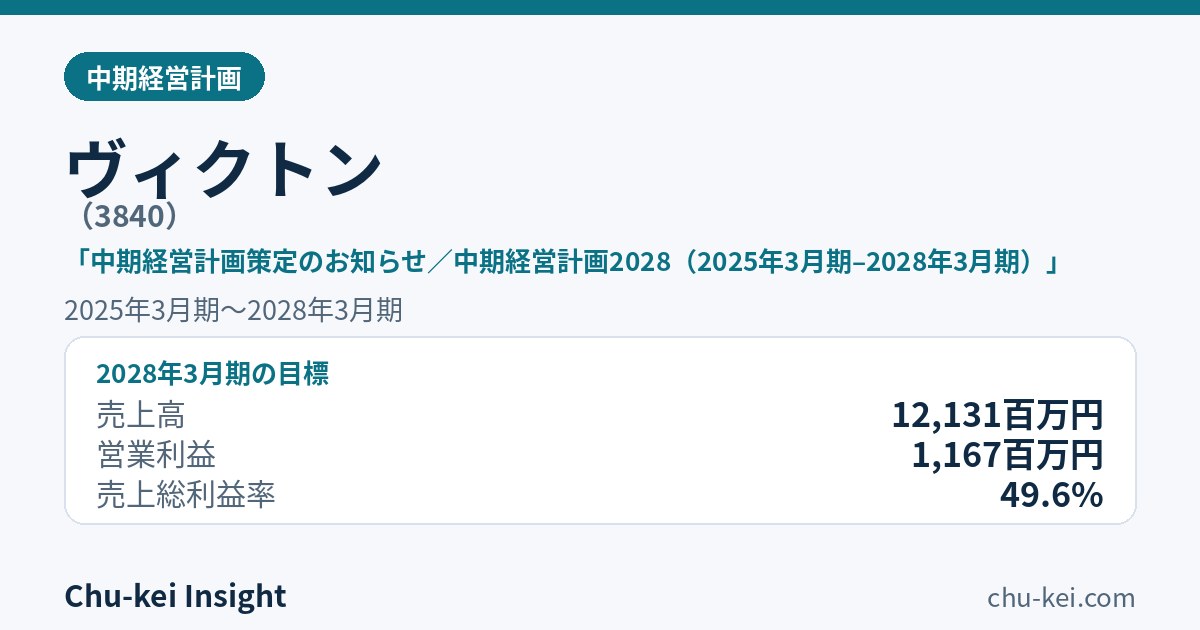 中期経営計画
ヴィクトン
（3840）
「中期経営計画策定のお知らせ／中期経営計画2028（2025年3月期–2028年3月期）」
2025年3月期～2028年3月期
2028年3月期の目標
売上高 12,131百万円
営業利益 1,167百万円
売上総利益率 49.6%
Chu-kei Insight chu-kei.com